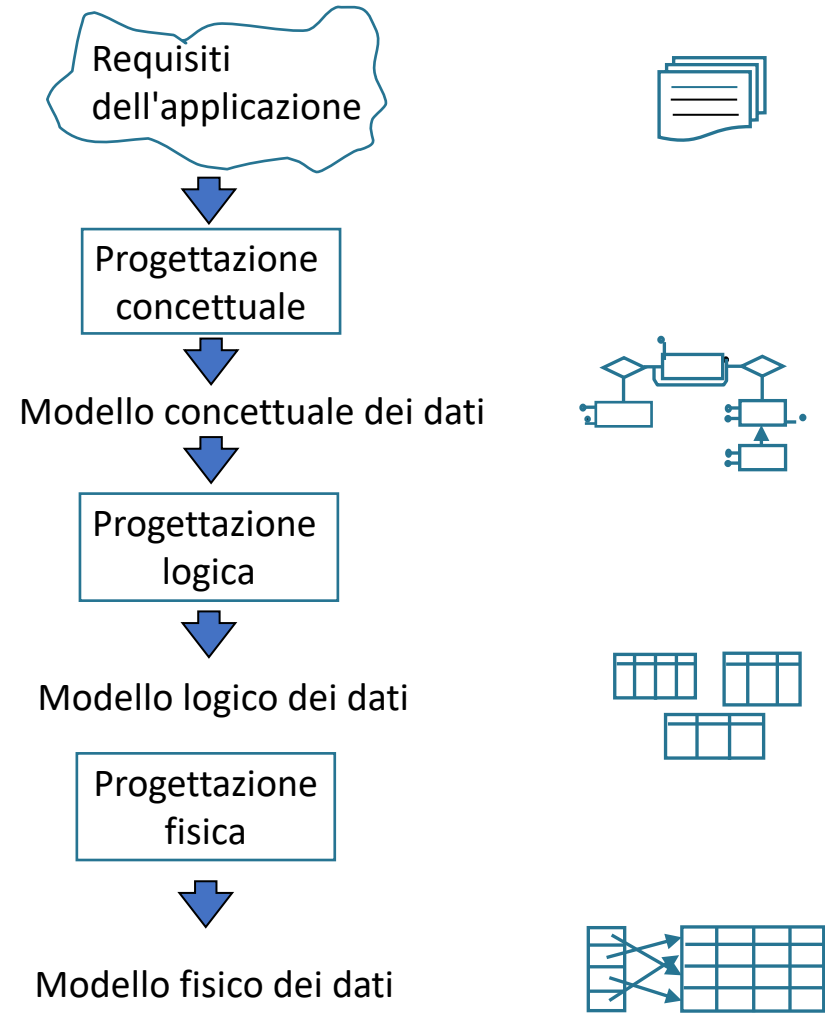 Requisiti
dell'applicazione
Progettazione
concettuale
Modello concettuale dei dati
Progettazione
logica
Modello logico dei dati
Progettazione
fisica
Modello fisico dei dati